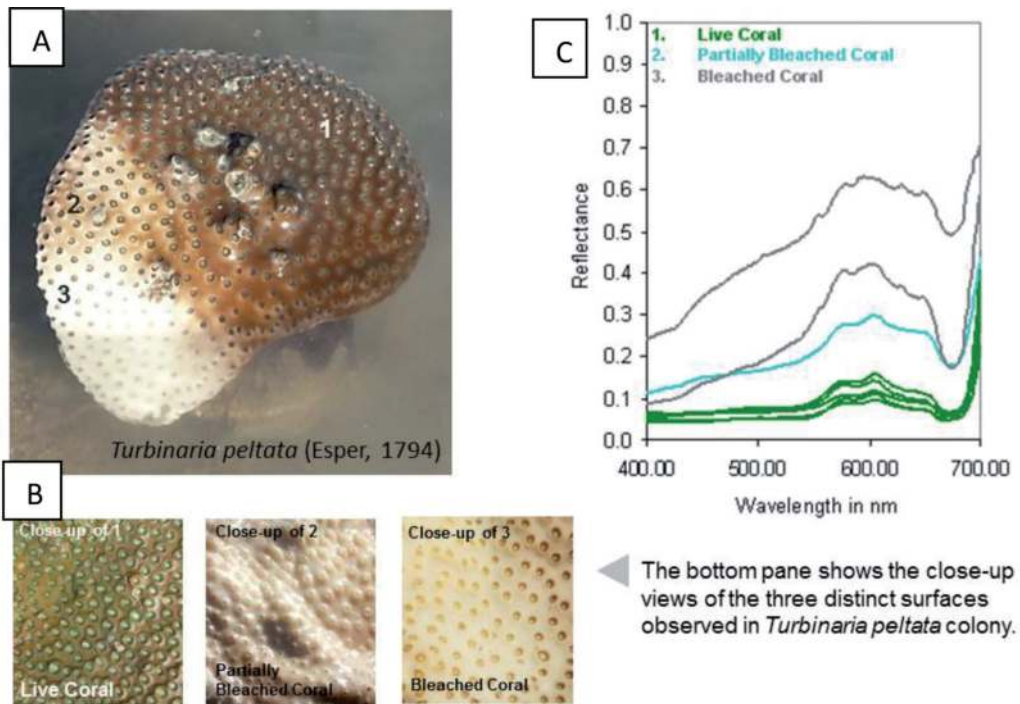 A
1
2
3
Turbinaria peltata (Esper, 1794)
B
Close-up of 1
Live Coral
Close-up of 2
Partially
Bleached Coral
Close-up of 3
Bleached Coral
C
1. Live Coral
2. Partially Bleached Coral
3. Bleached Coral
1.0
0.9
0.8
0.7
0.6
0.5
0.4
0.3
0.2
0.1
0.0
Reflectance
400.00 500.00 600.00 700.00
Wavelength in nm
The bottom pane shows the close-up
views of the three distinct surfaces
observed in Turbinaria peltata colony.